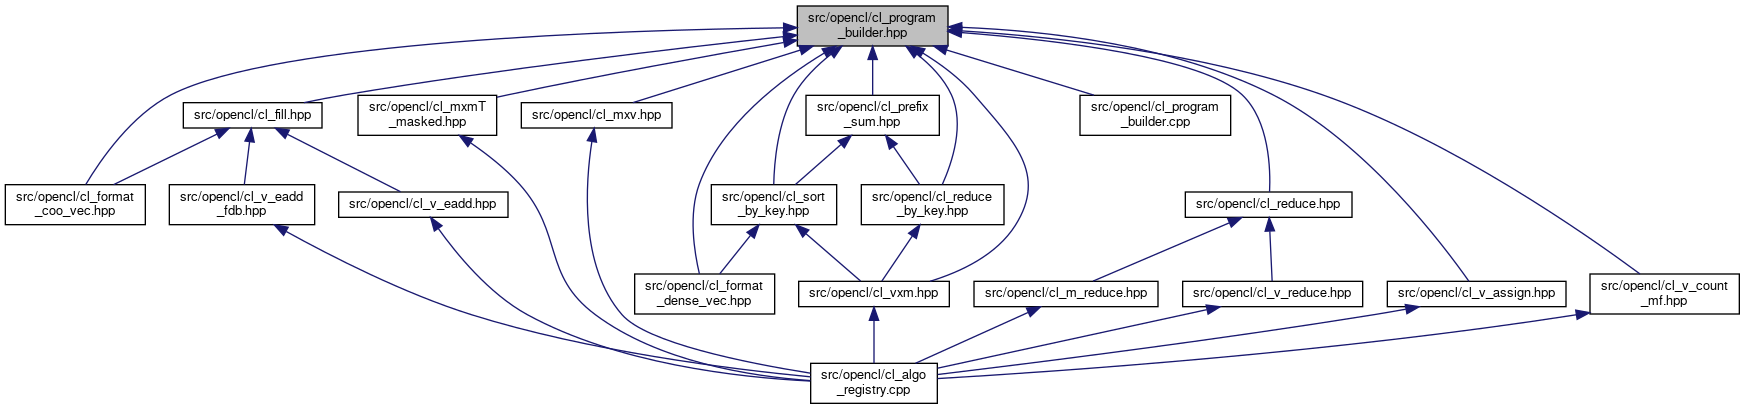 src/opencl/cl_program
_builder.hpp
src/opencl/cl_fill.hpp
src/opencl/cl_mxmT
_masked.hpp
src/opencl/cl_mxv.hpp
src/opencl/cl_prefix
_sum.hpp
src/opencl/cl_program
_builder.cpp
src/opencl/cl_format
_coo_vec.hpp
src/opencl/cl_v_eadd
_fdb.hpp
src/opencl/cl_v_eadd.hpp
src/opencl/cl_sort
_by_key.hpp
src/opencl/cl_reduce
_by_key.hpp
src/opencl/cl_reduce.hpp
src/opencl/cl_format
_dense_vec.hpp
src/opencl/cl_vxm.hpp
src/opencl/cl_m_reduce.hpp
src/opencl/cl_v_reduce.hpp
src/opencl/cl_v_assign.hpp
src/opencl/cl_v_count
_mf.hpp
src/opencl/cl_algo
_registry.cpp